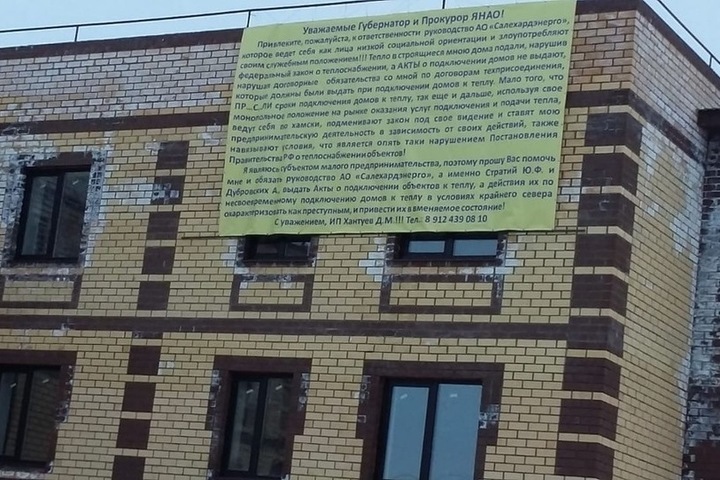 Уважаемые Губернатор и Прокурор ЯНАО!
Привлеките, пожалуйста, к ответственности руководство АО «Салехардэнерго»,
которое ведет себя как лица низкой социальной ориентации и злоупотребляют
своим служебным положением!!! Тепло в строящиеся мною дома подали, нарушив
федеральный закон о теплоснабжении, а АКТЫ о подключении домов не выдают,
нарушая договорные обязательства со мной по договорам техприсоединения,
которые должны были выдать при подключении домов к теплу. Мало того, что
ПР...С..ЛИ сроки подключения домов к теплу, так еще и дальше, используя свое
монопольное положение на рынке оказания услуг подключения и подачи тепла,
ведут себя по хамски, подменивают закон под свое видение и ставят мою
предпринимательскую деятельность в зависимость от своих действий, также
навязывают условия, что является опять таки нарушением Постановления
Правительства РФ о теплоснабжении объектов!
Я являюсь субъектом малого предпринимательства, поэтому прошу Вас помочь
мне и обязать руководство АО «Салехардэнерго», а именно Стратий Ю.Ф. и
Дубровских Д, выдать Акты о подключении объектов к теплу, а действия их по
несвоевременному подключению домов к теплу в условиях крайнего севера
охарактеризовать как преступным, и привести их в вменяемое состояние!
С уважением, ИП Хантуев Д.М.!!! Тел. 8 912 439 08 10